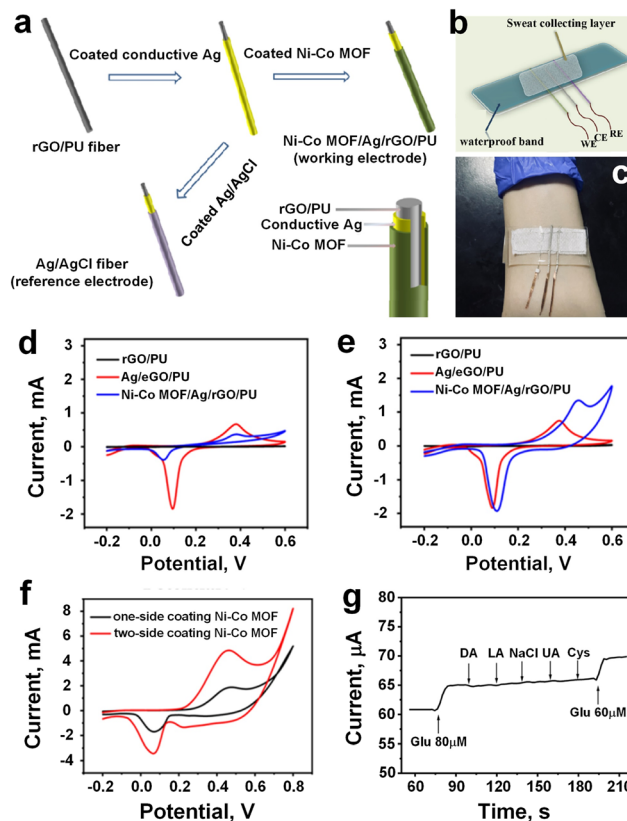 a
Coated conductive Ag
Coated Ni-Co MOF
rGO/PU fiber
Ni-Co MOF/Ag/rGO/PU
(working electrode)
Coated Ag/AgCl
Ag/AgCl fiber
(reference electrode)
rGO/PU
Conductive Ag
Ni-Co MOF
b
Sweat collecting layer
waterproof band
WE
CE
RE
c
d
rGO/PU
Ag/eGO/PU
Ni-Co MOF/Ag/rGO/PU
Current, mA
3
2
1
0
-1
-2
-0.2 0.0 0.2 0.4 0.6
Potential, V
e
rGO/PU
Ag/eGO/PU
Ni-Co MOF/Ag/rGO/PU
Current, mA
3
2
1
0
-1
-2
-0.2 0.0 0.2 0.4 0.6
Potential, V
f
one-side coating Ni-Co MOF
two-side coating Ni-Co MOF
Current, mA
8
6
4
2
0
-2
-4
-0.2 0.0 0.2 0.4 0.6 0.8
Potential, V
g
Current, μA
80
75
70
65
60
55
50
DA LA NaCl UA Cys
Glu 80μM
Glu 60μM
60 90 120 150 180 210
Time, s